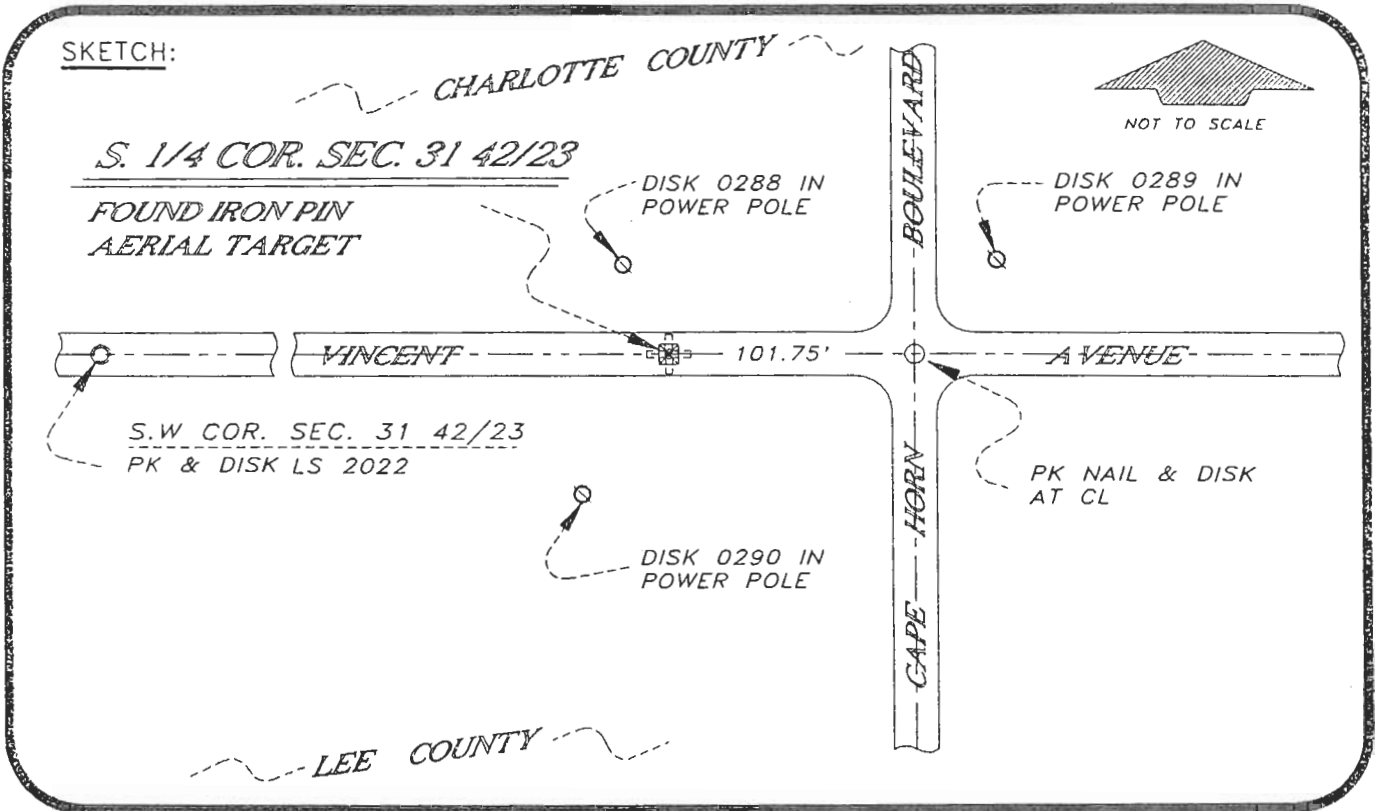 SKETCH:
CHARLOTTE COUNTY
NOT TO SCALE
S. 1/4 COR. SEC. 31 42/23
FOUND IRON PIN
AERIAL TARGET
DISK 0288 IN
POWER POLE
BOULEVARD
DISK 0289 IN
POWER POLE
VINCENT
101.75'
AVENUE
S.W COR. SEC. 31 42/23
PK & DISK LS 2022
CAPE HORN
PK NAIL & DISK
AT CL
DISK 0290 IN
POWER POLE
LEE COUNTY